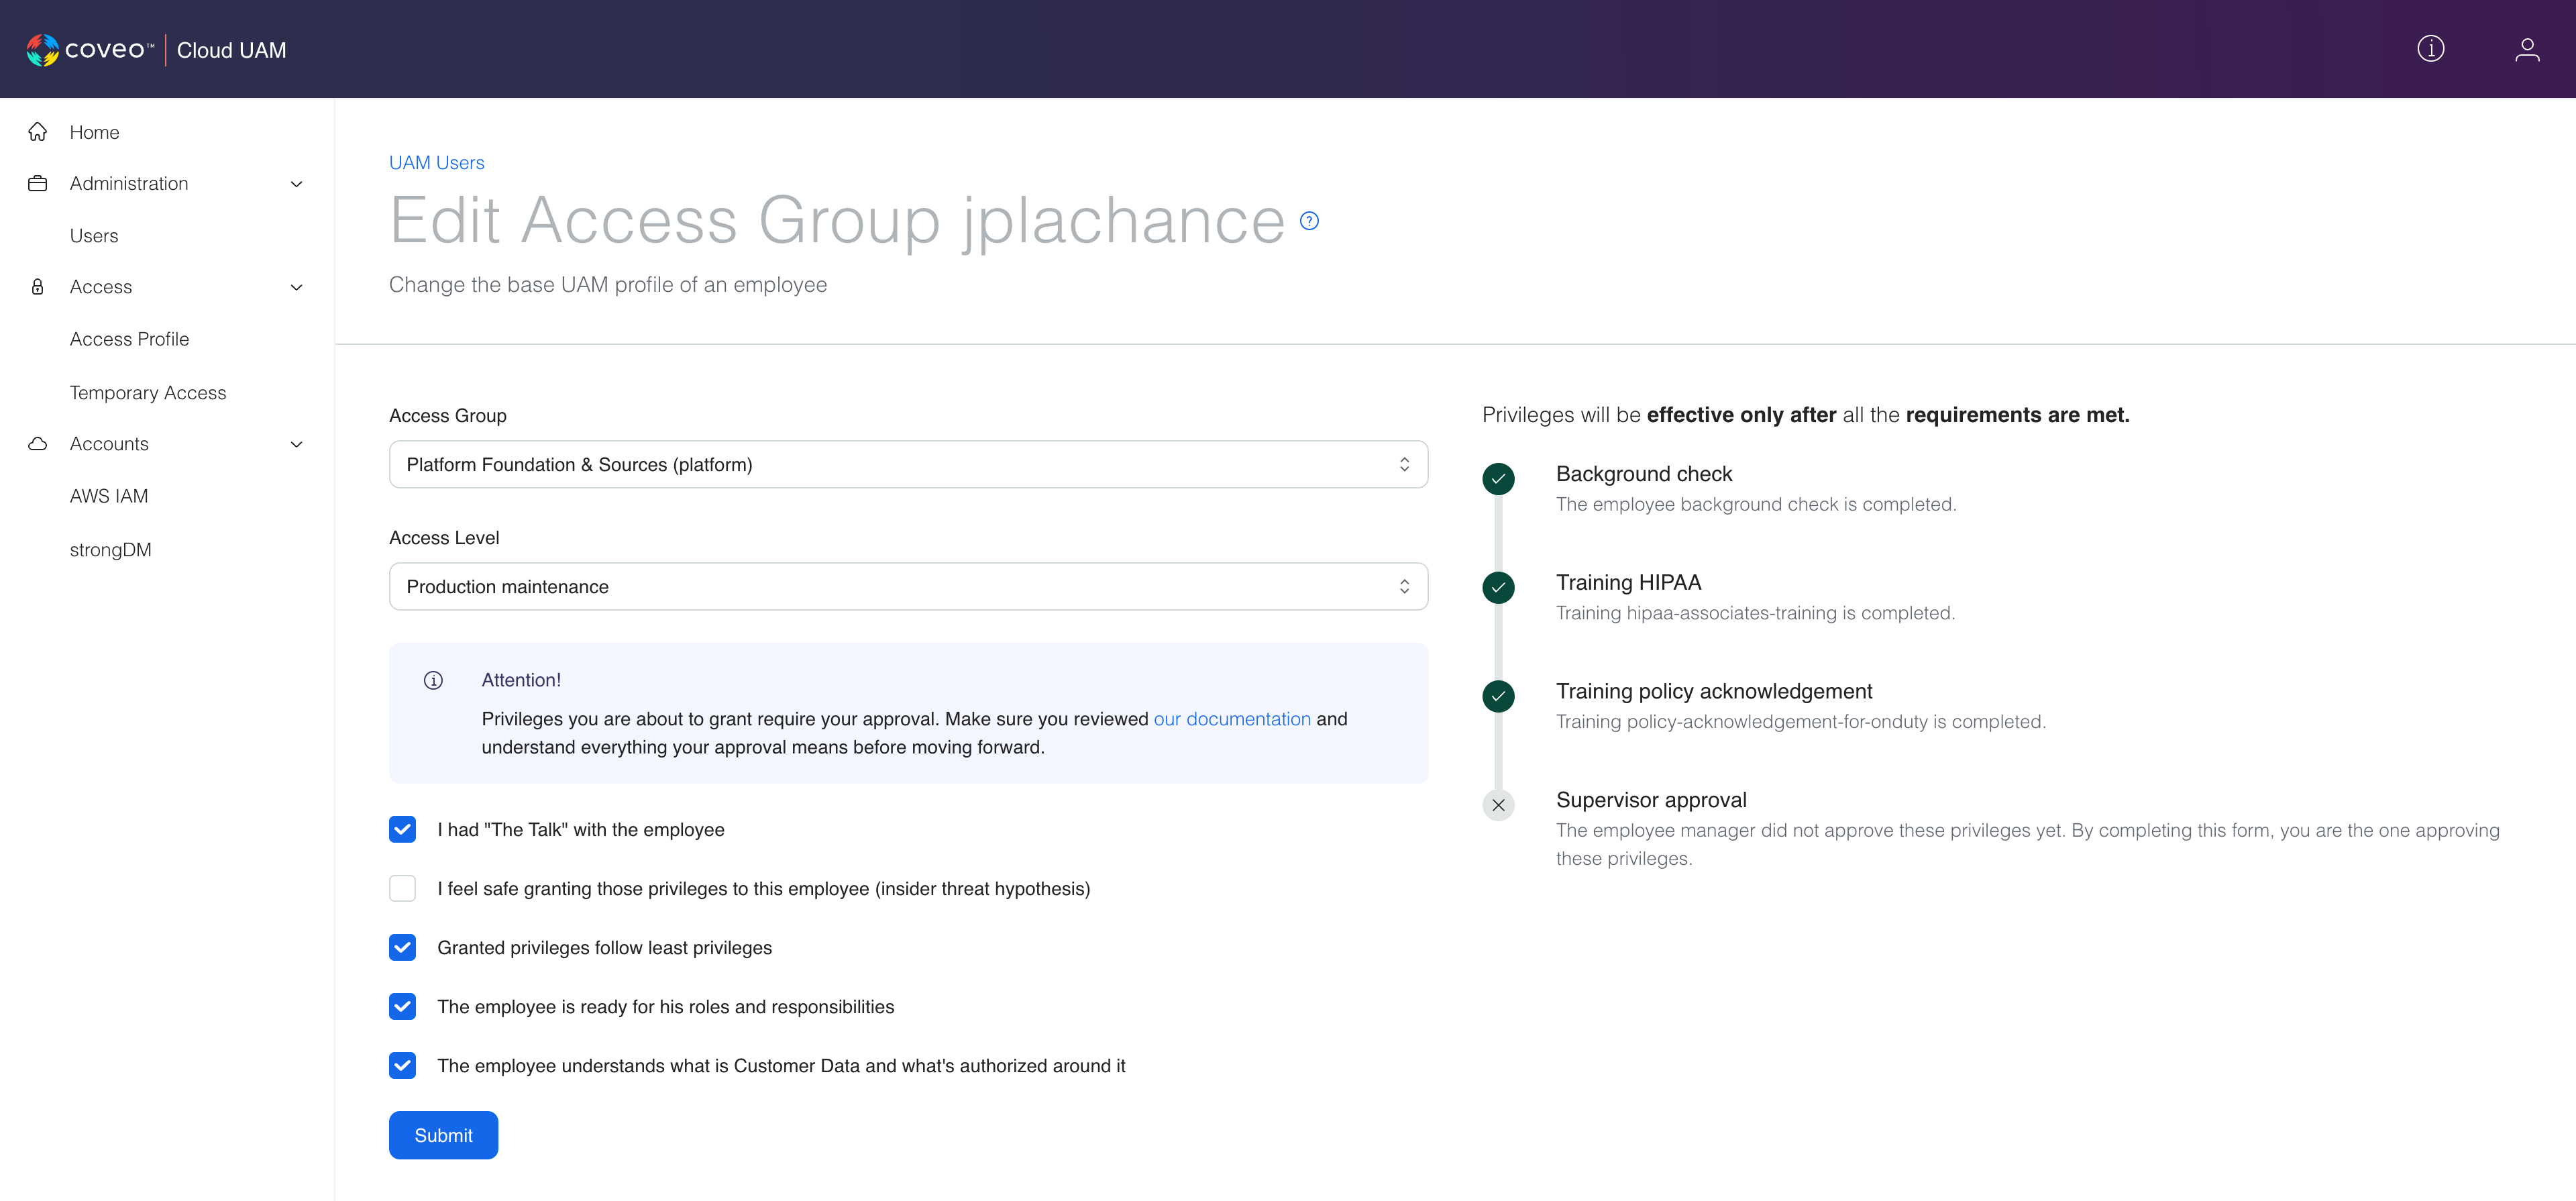 coveo™ | Cloud UAM
Home
Administration
Users
Access
Access Profile
Temporary Access
Accounts
AWS IAM
strongDM
UAM Users
Edit Access Group jplachance
Change the base UAM profile of an employee
Access Group
Platform Foundation & Sources (platform)
Access Level
Production maintenance
Attention!
Privileges you are about to grant require your approval. Make sure you reviewed our documentation and
understand everything your approval means before moving forward.
I had "The Talk" with the employee
I feel safe granting those privileges to this employee (insider threat hypothesis)
Granted privileges follow least privileges
The employee is ready for his roles and responsibilities
The employee understands what is Customer Data and what's authorized around it
Submit
Privileges will be effective only after all the requirements are met.
Background check
The employee background check is completed.
Training HIPAA
Training hipaa-associates-training is completed.
Training policy acknowledgement
Training policy-acknowledgement-for-onduty is completed.
Supervisor approval
The employee manager did not approve these privileges yet. By completing this form, you are the one approving
these privileges.